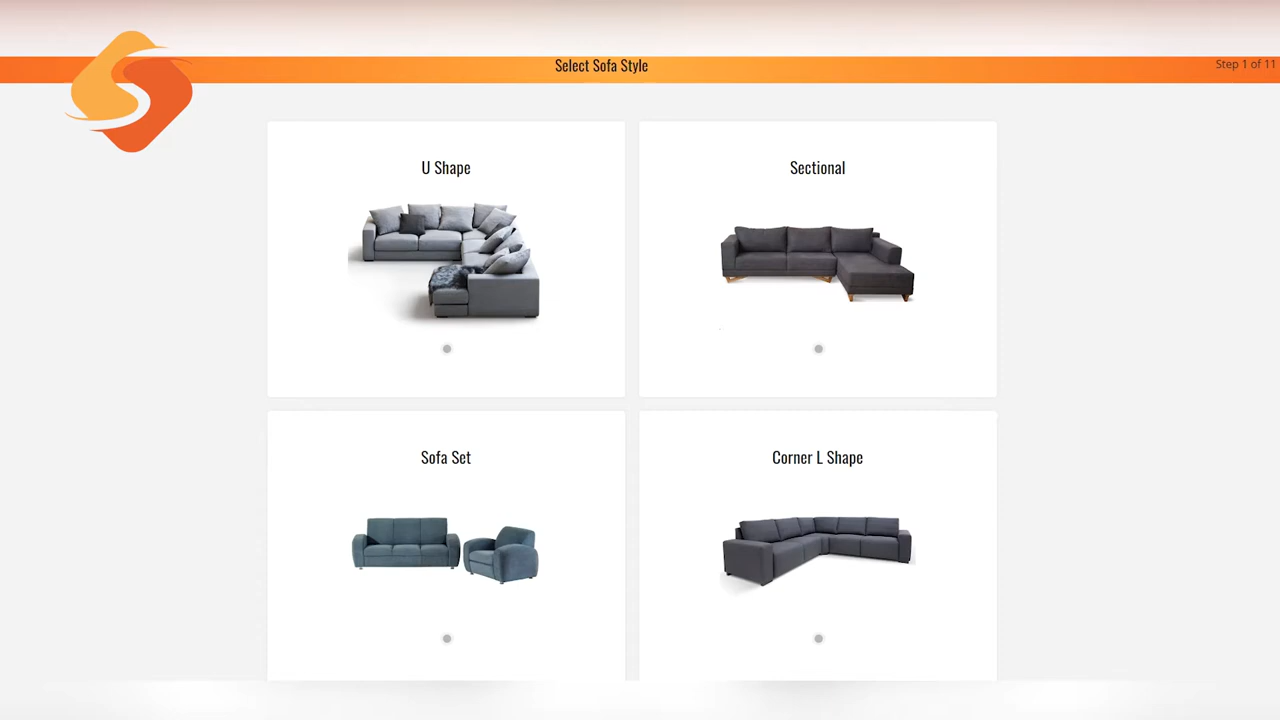 Select Sofa Style
Step 1 of 11
U Shape
Sectional
Sofa Set
Corner L Shape